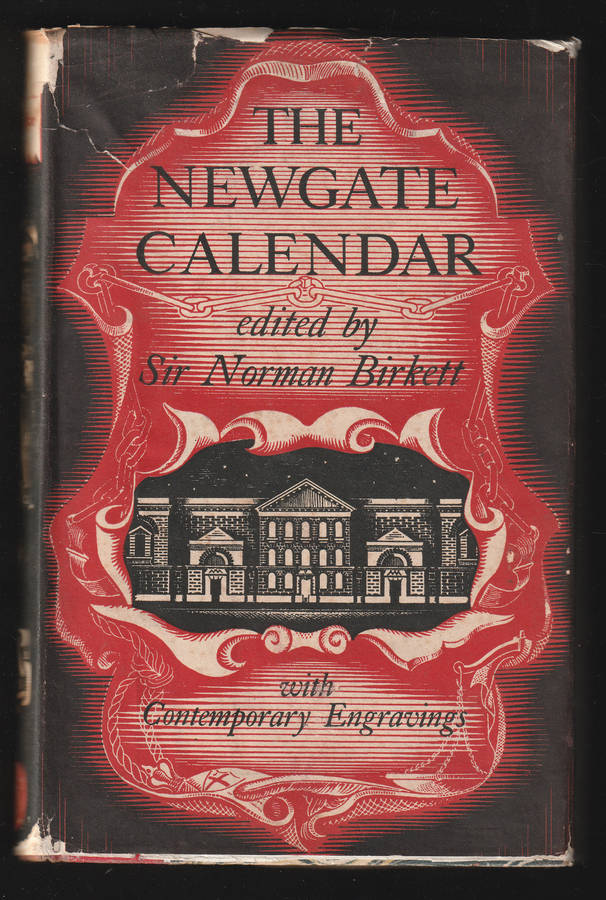 THE
NEWGATE
CALENDAR
edited by
Sir Norman Birkett
with
Contemporary Engravings